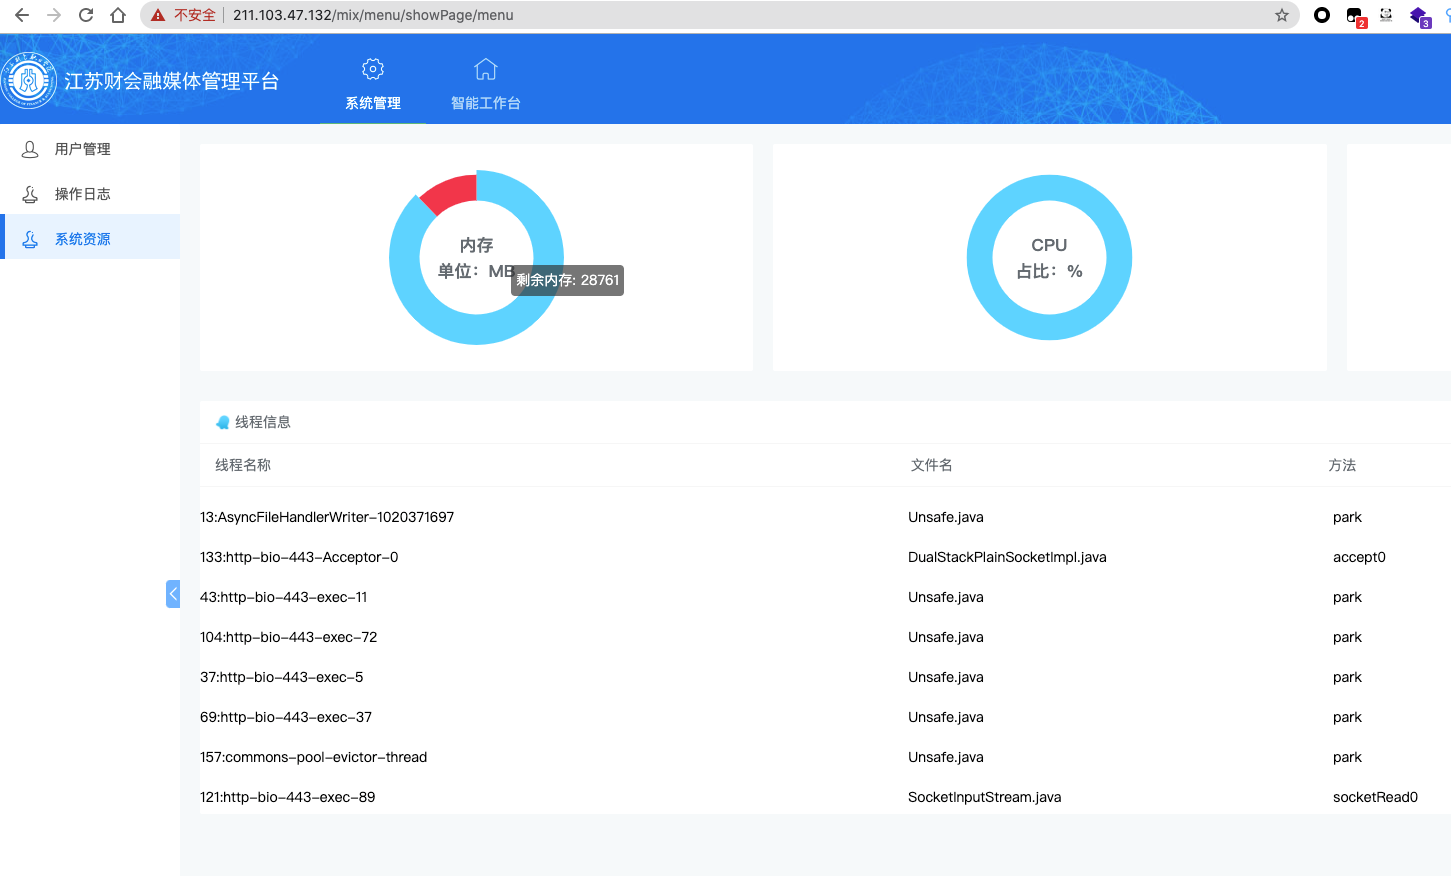 不安全 211.103.47.132/mix/menu/showPage/menu
2
3
江苏财会融媒体管理平台
系统管理
智能工作台
用户管理
操作日志
系统资源
内存
单位：MB
剩余内存: 28761
CPU
占比：%
线程信息
线程名称 文件名 方法
13:AsyncFileHandlerWriter-1020371697 Unsafe.java park
133:http-bio-443-Acceptor-0 DualStackPlainSocketImpl.java accept0
43:http-bio-443-exec-11 Unsafe.java park
104:http-bio-443-exec-72 Unsafe.java park
37:http-bio-443-exec-5 Unsafe.java park
69:http-bio-443-exec-37 Unsafe.java park
157:commons-pool-evictor-thread Unsafe.java park
121:http-bio-443-exec-89 SocketInputStream.java socketRead0